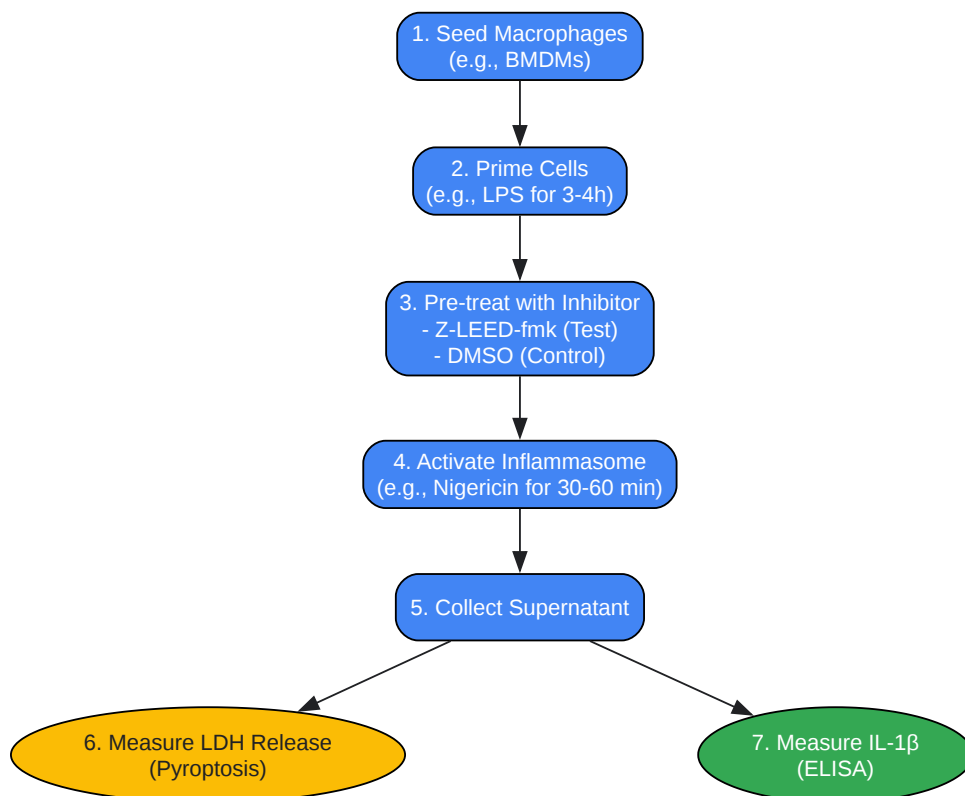 1. Seed Macrophages
(e.g., BMDMs)
2. Prime Cells
(e.g., LPS for 3-4h)
3. Pre-treat with Inhibitor
- Z-LEED-fmk (Test)
- DMSO (Control)
4. Activate Inflammasome
(e.g., Nigericin for 30-60 min)
5. Collect Supernatant
6. Measure LDH Release
(Pyroptosis)
7. Measure IL-1β
(ELISA)